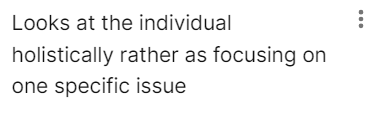 Looks at the individual
holistically rather as focusing on
one specific issue